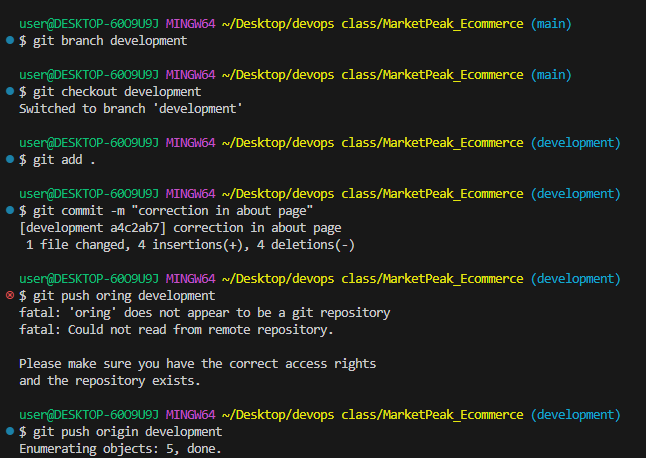 user@DESKTOP-60O9U9J MINGW64 ~/Desktop/devops class/MarketPeak_Ecommerce (main)
$ git branch development
user@DESKTOP-60O9U9J MINGW64 ~/Desktop/devops class/MarketPeak_Ecommerce (main)
$ git checkout development
Switched to branch 'development'
user@DESKTOP-60O9U9J MINGW64 ~/Desktop/devops class/MarketPeak_Ecommerce (development)
$ git add .
user@DESKTOP-60O9U9J MINGW64 ~/Desktop/devops class/MarketPeak_Ecommerce (development)
$ git commit -m "correction in about page"
[development a4c2ab7] correction in about page
 1 file changed, 4 insertions(+), 4 deletions(-)
user@DESKTOP-60O9U9J MINGW64 ~/Desktop/devops class/MarketPeak_Ecommerce (development)
$ git push oring development
fatal: 'oring' does not appear to be a git repository
fatal: Could not read from remote repository.
Please make sure you have the correct access rights
and the repository exists.
user@DESKTOP-60O9U9J MINGW64 ~/Desktop/devops class/MarketPeak_Ecommerce (development)
$ git push origin development
Enumerating objects: 5, done.